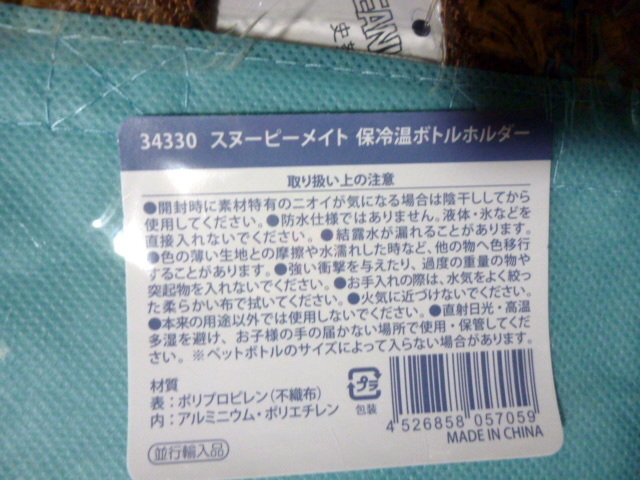 EAN
史
34330 スヌーピーメイト 保冷温ボトルホルダー
取り扱い上の注意
●開封時に素材特有のニオイが気になる場合は陰干ししてから
使用してください。●防水仕様ではありません。液体・氷などを
直接入れないでください。●結露水が漏れることがあります。
●色の薄い生地との摩擦や水濡れした時など、他の物へ色移行
することがあります。●強い衝撃を与えたり、過度の重量の物や
突起物を入れないでください。●お手入れの際は、水気をよく絞っ
た柔らかい布で拭いてください。●火気に近づけないでください。
●本来の用途以外では使用しないでください。●直射日光・高温
多湿を避け、お子様の手の届かない場所で使用・保管してくだ
さい。※ペットボトルのサイズによって入らない場合があります。
材質
表：ポリプロピレン（不織布）
内：アルミニウム・ポリエチレン
プラ
包装
4 526858 057059
MADE IN CHINA
並行輸入品